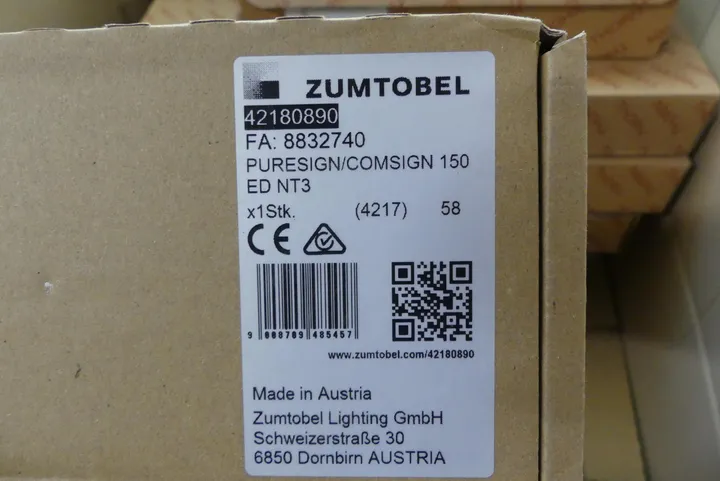 ZUMTOBEL
42180890
FA: 8832740
PURESIGN/COMSIGN 150
ED NT3
x1Stk. (4217) 58
CE
9 008709 485457
www.zumtobel.com/42180890
Made in Austria
Zumtobel Lighting GmbH
Schweizerstraße 30
6850 Dornbirn AUSTRIA